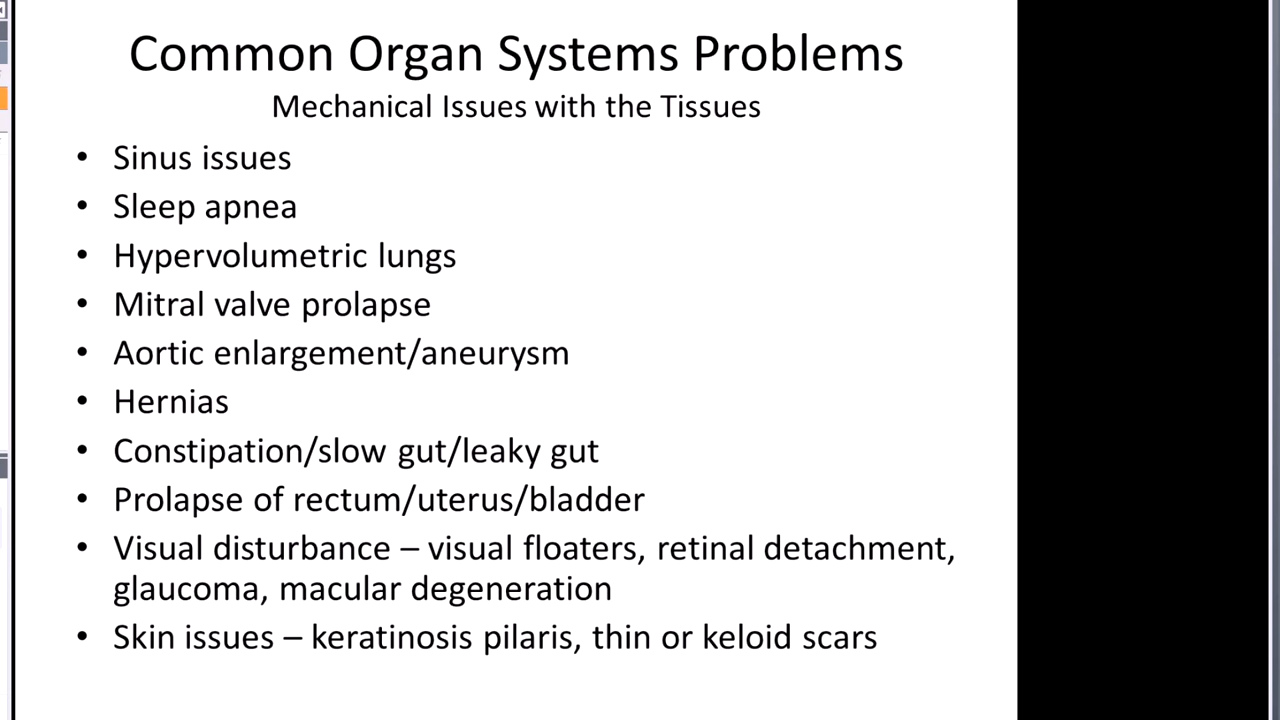 Common Organ Systems Problems
Mechanical Issues with the Tissues
• Sinus issues
• Sleep apnea
• Hypervolumetric lungs
• Mitral valve prolapse
• Aortic enlargement/aneurysm
• Hernias
• Constipation/slow gut/leaky gut
• Prolapse of rectum/uterus/bladder
• Visual disturbance – visual floaters, retinal detachment,
glaucoma, macular degeneration
• Skin issues – keratinosis pilaris, thin or keloid scars